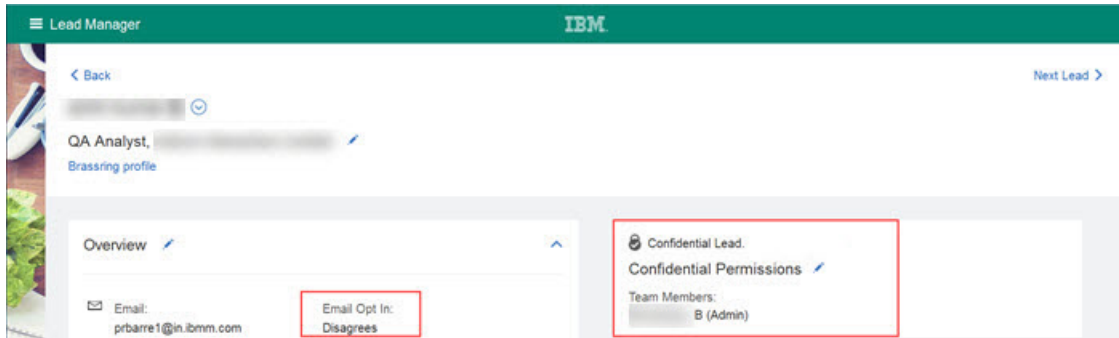 Lead Manager
IBM
Back
Next Lead
QA Analyst,
Brassring profile
Overview
Email:
prbarre1@in.ibmm.com
Email Opt In:
Disagrees
Confidential Lead.
Confidential Permissions
Team Members:
B (Admin)